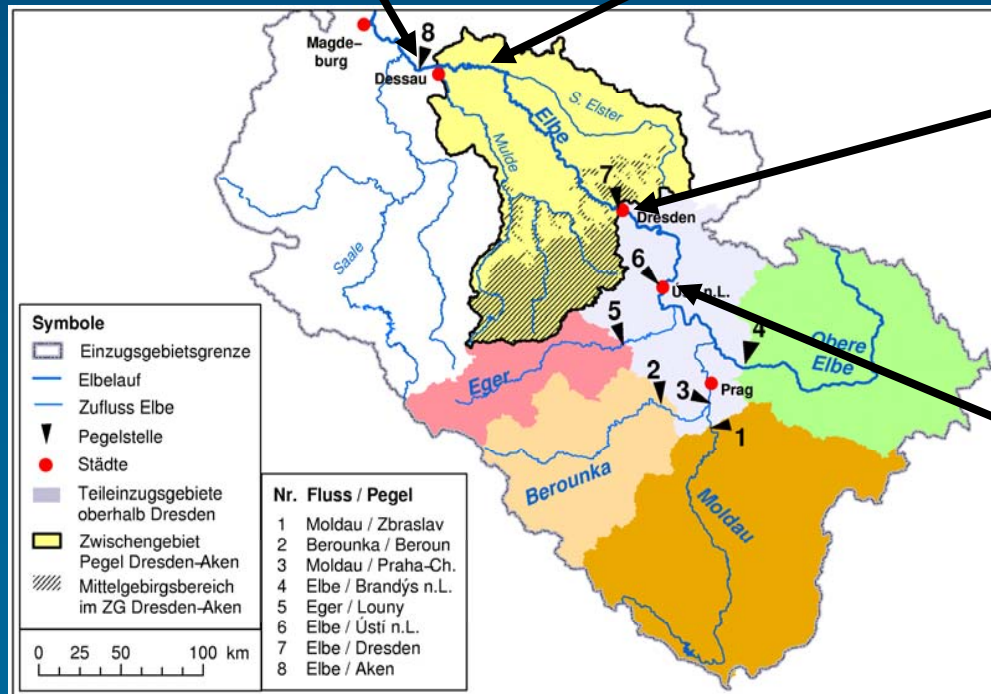 Magde-
burg
8
Dessau
S. Elster
Elbe
Mulde
7
Dresden
Saale
6
Ústí n.L.
5
4
Obere
Elbe
Eger
2
3
Prag
1
Berounka
Moldau
Symbole
Einzugsgebietsgrenze
Elbelauf
Zufluss Elbe
Pegelstelle
Städte
Teileinzugsgebiete
oberhalb Dresden
Zwischengebiet
Pegel Dresden-Aken
Mittelgebirgsbereich
im ZG Dresden-Aken
0 25 50 100 km
Nr. Fluss / Pegel
1 Moldau / Zbraslav
2 Berounka / Beroun
3 Moldau / Praha-Ch.
4 Elbe / Brandýs n.L.
5 Eger / Louny
6 Elbe / Ústí n.L.
7 Elbe / Dresden
8 Elbe / Aken